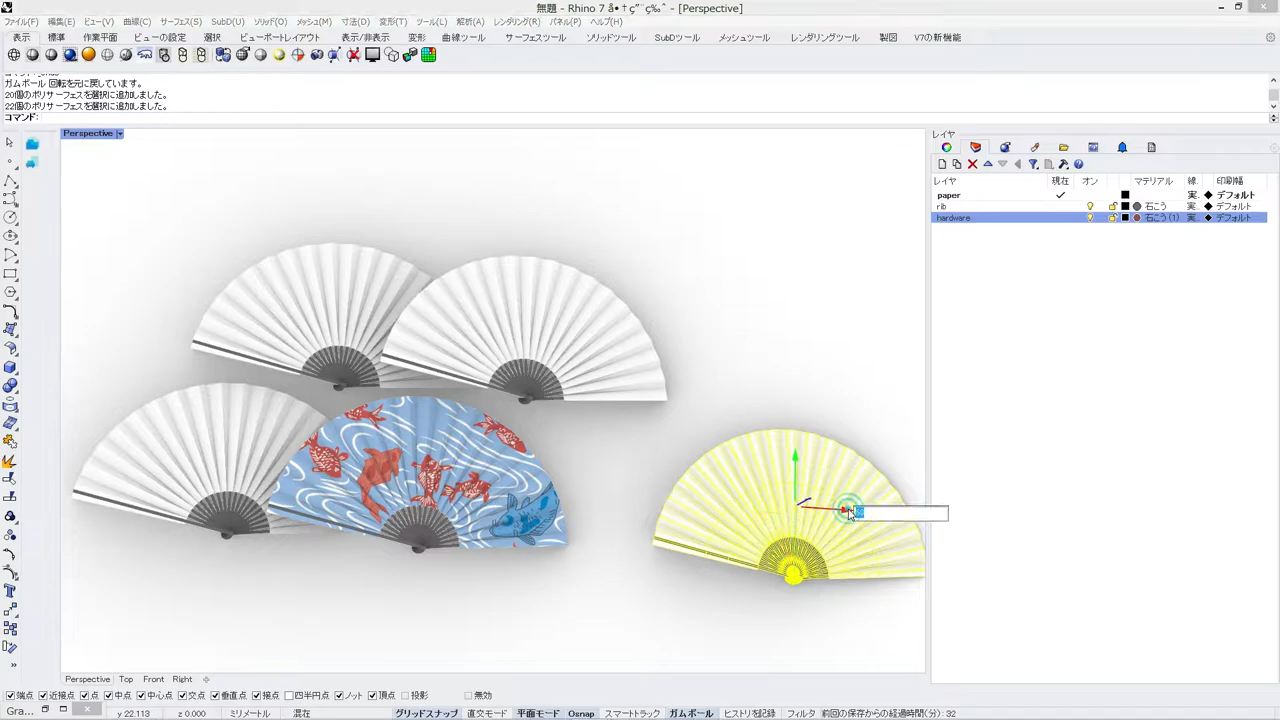 無題 - Rhino 7 å•†ç"¨ç‰ˆ - [Perspective]
ファイル(F) 編集(E) ビュー(V) 曲線(C) サーフェス(S) SubD(U) ソリッド(O) メッシュ(M) 寸法(D) 変形(T) ツール(L) 解析(A) レンダリング(R) パネル(P) ヘルプ(H)
表示 標準 作業平面 ビューの設定 選択 ビューポートレイアウト 表示/非表示 変形 曲線ツール サーフェスツール ソリッドツール SubDツール メッシュツール レンダリングツール 製図 V7の新機能
ガムボール 回転を元に戻しています。
20個のポリサーフェスを選択に追加しました。
22個のポリサーフェスを選択に追加しました。
コマンド:
Perspective
レイヤ
レイヤ 現在 オン マテリアル 線 印刷幅
paper 実 デフォルト
rib 石こう 実 デフォルト
hardware 石こう (1) 実 デフォルト
Perspective Top Front Right
端点 近接点 点 中点 中心点 交点 垂直点 接点 四半円点 ノット 頂点 投影 無効
Gra...
y 22.113 z 0.000 ミリメートル 混在 グリッドスナップ 直交モード 平面モード Osnap スマートトラック ガムボール ヒストリを記録 フィルタ 前回の保存からの経過時間(分): 32